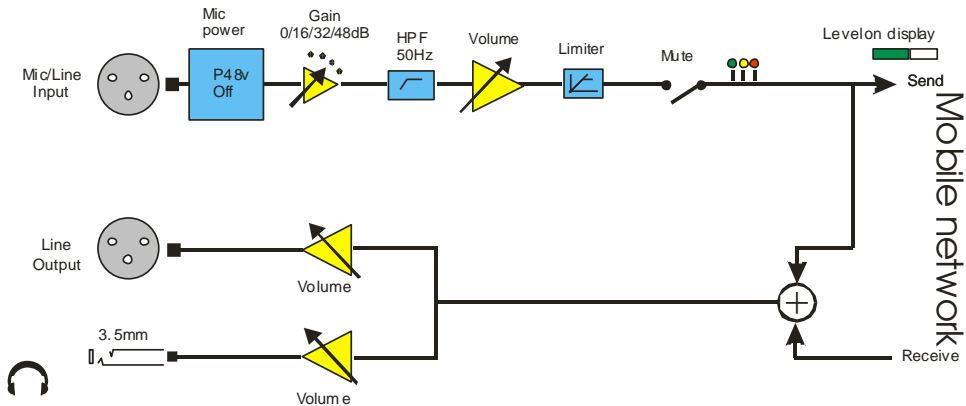 Mic
power
Gain
0/16/32/48dB
HPF
50Hz
Volume
Limiter
Mute
Levelon display
Mic/Line
Input
P48v
Off
Send
Mobile network
Line
Output
Volume
3.5mm
Volume
Receive